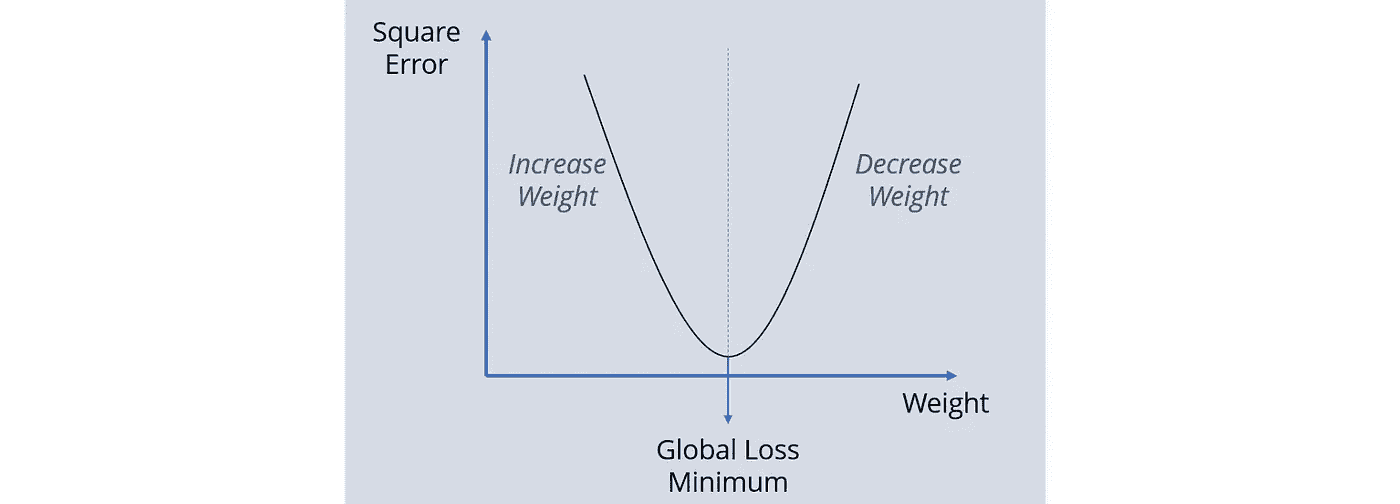 Square
Error
Increase
Weight
Decrease
Weight
Weight
Global Loss
Minimum